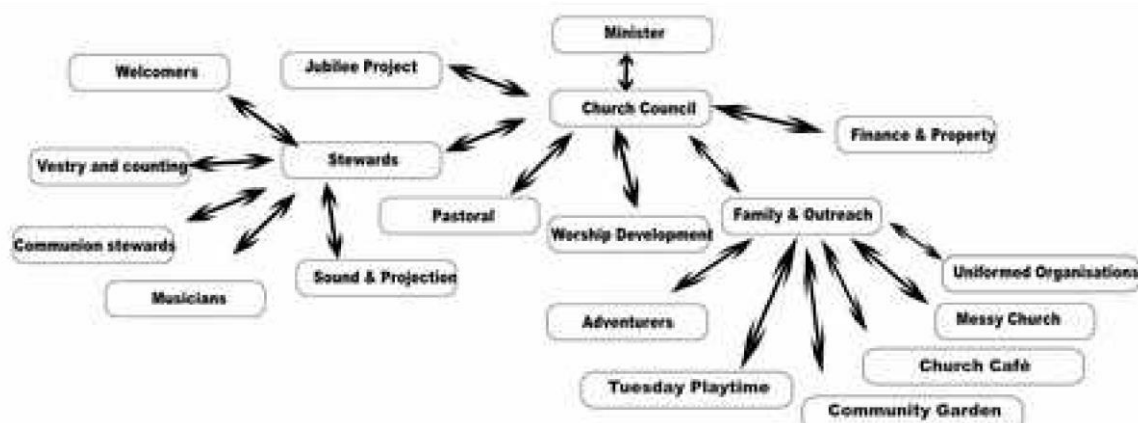 Minister
Welcomers
Jubilee Project
Church Council
Finance & Property
Vestry and counting
Stewards
Pastoral
Family & Outreach
Communion stewards
Worship Development
Sound & Projection
Uniformed Organisations
Musicians
Adventurers
Messy Church
Church Cafè
Tuesday Playtime
Community Garden